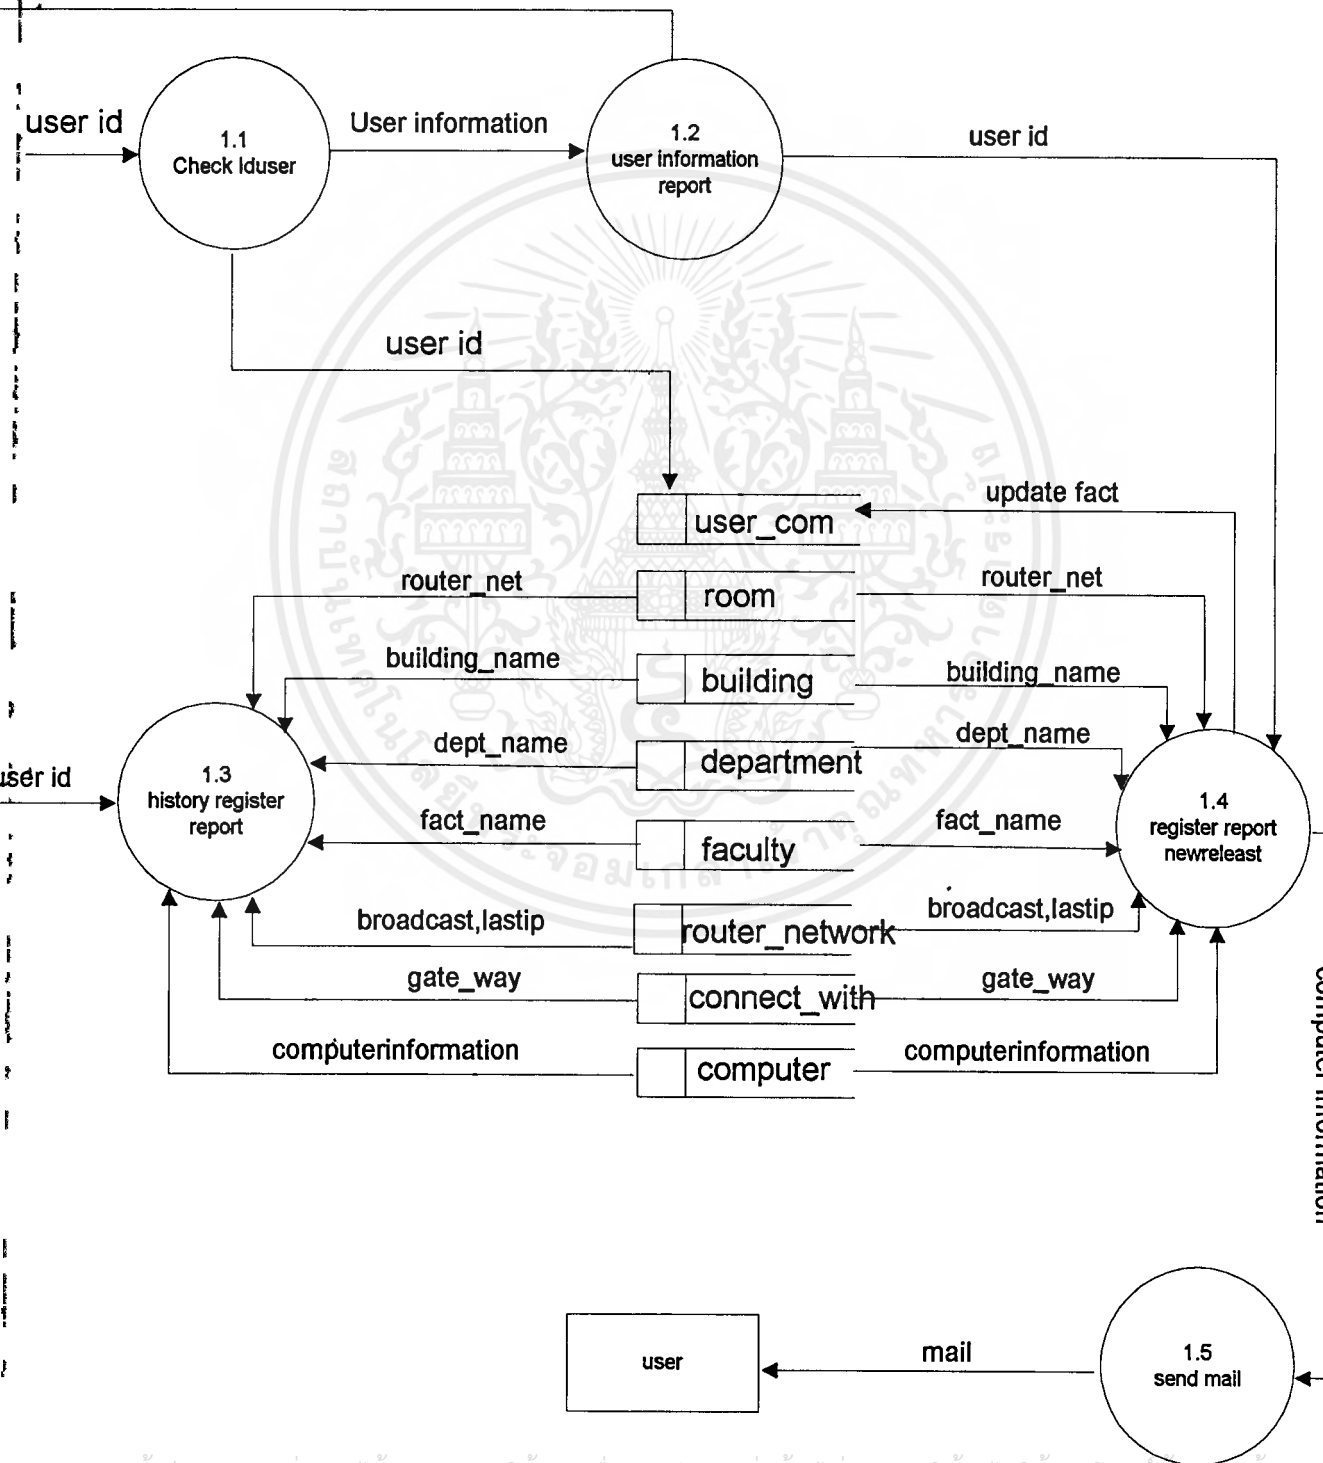 user id
1.1
Check Iduser
User information
1.2
user information
report
user id
user id
user_com
update fact
router_net
room
router_net
building_name
building
building_name
dept_name
department
dept_name
user id
1.3
history register
report
fact_name
faculty
fact_name
1.4
register report
newreleast
broadcast,lastip
router_network
broadcast,lastip
gate_way
connect_with
gate_way
computerinformation
computer
computerinformation
computer information
user
mail
1.5
send mail